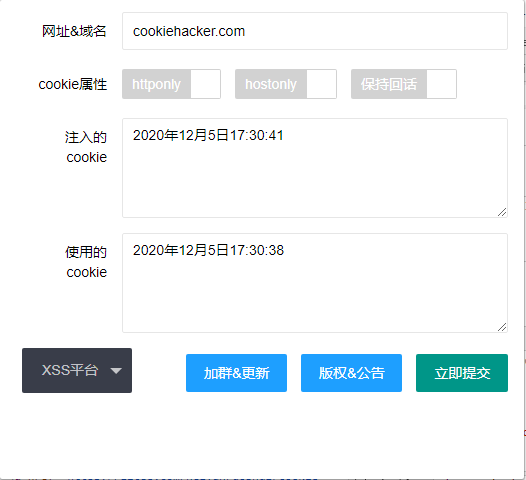 网址&域名
cookiehacker.com
cookie属性
httponly
hostonly
保持回话
注入的
cookie
2020年12月5日17:30:41
使用的
cookie
2020年12月5日17:30:38
XSS平台
加群&更新
版权&公告
立即提交